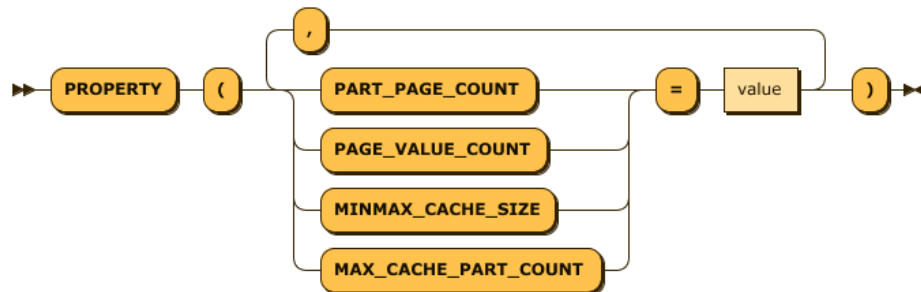 ,
PROPERTY ( PART_PAGE_COUNT = value )
PAGE_VALUE_COUNT
MINMAX_CACHE_SIZE
MAX_CACHE_PART_COUNT